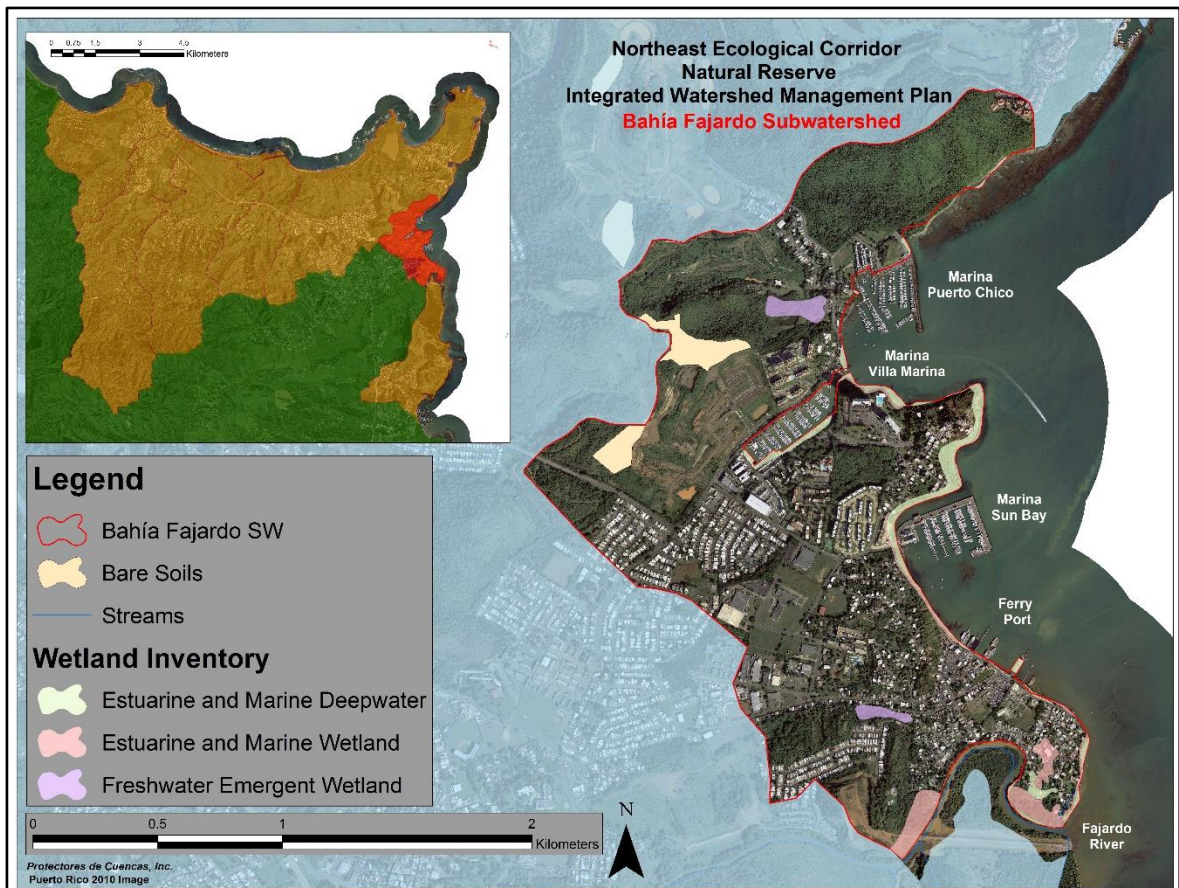 0 0.75 1.5 3 4.5
Kilometers
Northeast Ecological Corridor
Natural Reserve
Integrated Watershed Management Plan
Bahía Fajardo Subwatershed
Marina
Puerto Chico
Marina
Villa Marina
Marina
Sun Bay
Ferry
Port
Fajardo
River
Legend
Bahía Fajardo SW
Bare Soils
Streams
Wetland Inventory
Estuarine and Marine Deepwater
Estuarine and Marine Wetland
Freshwater Emergent Wetland
0 0.5 1 2
Kilometers
N
Protectores de Cuencas, Inc.
Puerto Rico 2010 Image